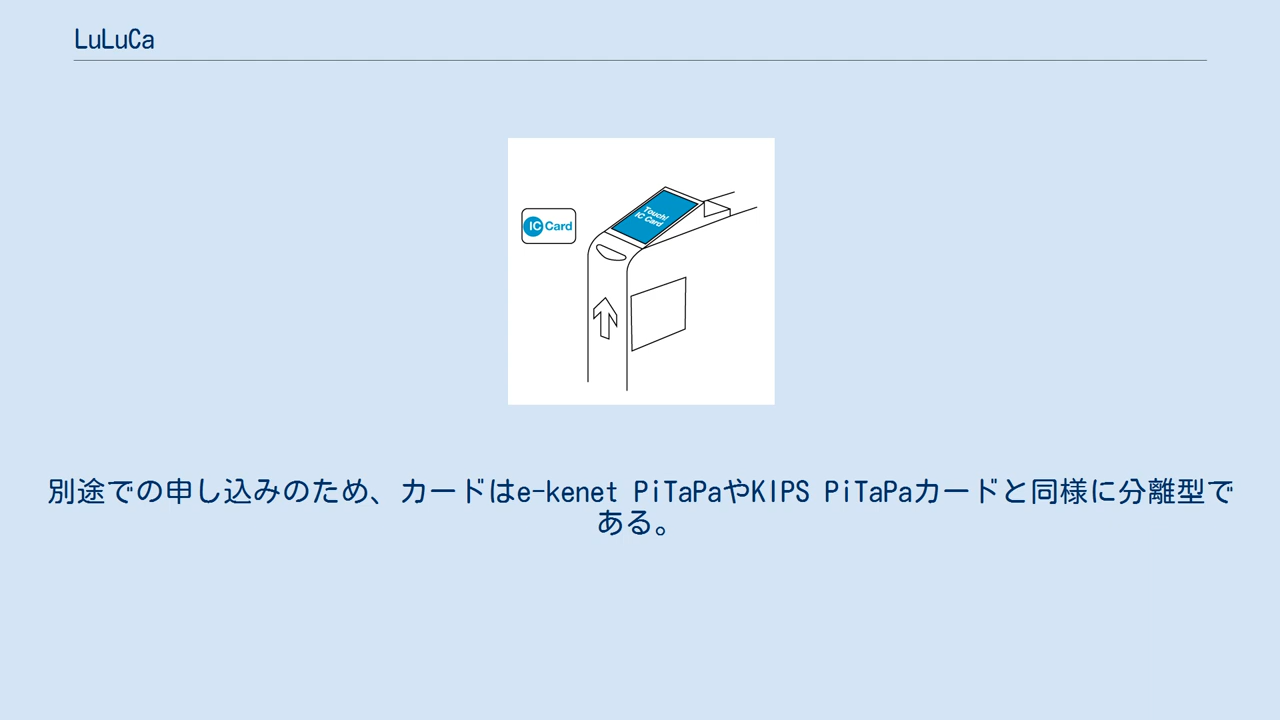 LuLuCa
Touch!
IC Card
IC Card
別途での申し込みのため、カードはe-kenet PiTaPaやKIPS PiTaPaカードと同様に分離型で
ある。